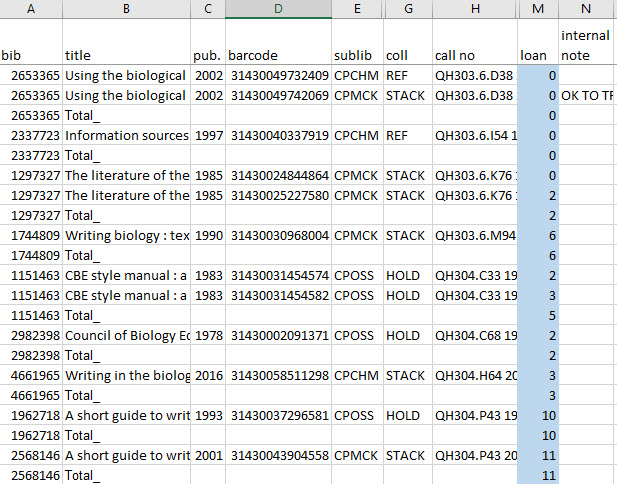 A B C D E G H M N
internal
bib title pub. barcode sublib coll call no loan note
2653365 Using the biological 2002 31430049732409 CPCHM REF QH303.6.D38 0
2653365 Using the biological 2002 31430049742069 CPMCK STACK QH303.6.D38 0 OK TO TR
2653365 Total_ 0
2337723 Information sources 1997 31430040337919 CPCHM REF QH303.6.I54 1 0
2337723 Total_ 0
1297327 The literature of the 1985 31430024844864 CPMCK STACK QH303.6.K76 0
1297327 The literature of the 1985 31430025227580 CPMCK STACK QH303.6.K76 2
1297327 Total_ 2
1744809 Writing biology : tex 1990 31430030968004 CPMCK STACK QH303.6.M94 6
1744809 Total_ 6
1151463 CBE style manual : a 1983 31430031454574 CPOSS HOLD QH304.C33 19 2
1151463 CBE style manual : a 1983 31430031454582 CPOSS HOLD QH304.C33 19 3
1151463 Total_ 5
2982398 Council of Biology Ec 1978 31430002091371 CPOSS HOLD QH304.C68 19 2
2982398 Total_ 2
4661965 Writing in the biolog 2016 31430058511298 CPCHM STACK QH304.H64 20 3
4661965 Total_ 3
1962718 A short guide to writ 1993 31430037296581 CPOSS HOLD QH304.P43 19 10
1962718 Total_ 10
2568146 A short guide to writ 2001 31430043904558 CPMCK STACK QH304.P43 20 11
2568146 Total_ 11